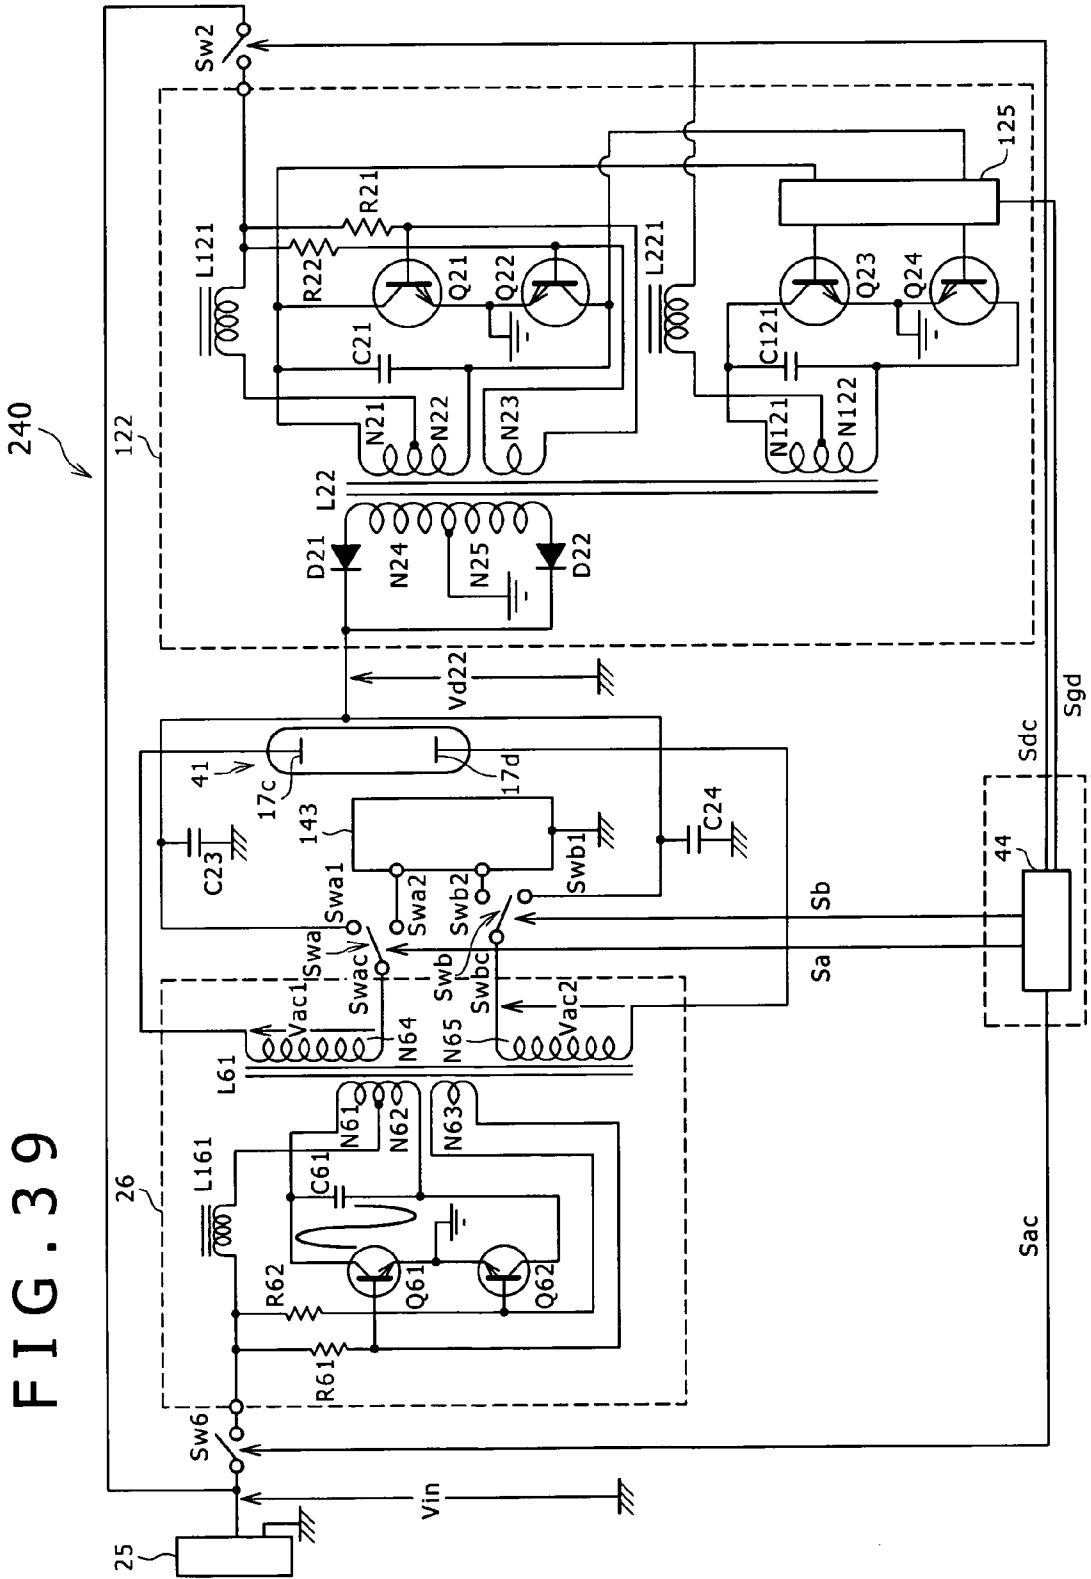 FIG.39
240
25
Vin
Sw6
26
R61
R62
L161
Q61
Q62
C61
N61
N62
N63
L61
N64
N65
Vac1
Vac2
Swac
Swa
Swa1
Swa2
Swbc
Swb
Swb2
Swb1
Sa
Sb
C23
C24
143
41
17c
17d
Vd22
44
Sac
Sdc
Sgd
122
D21
D22
N24
N25
L22
N21
N22
N23
N121
N122
C21
C121
L121
L221
R22
R21
Q21
Q22
Q23
Q24
125
Sw2